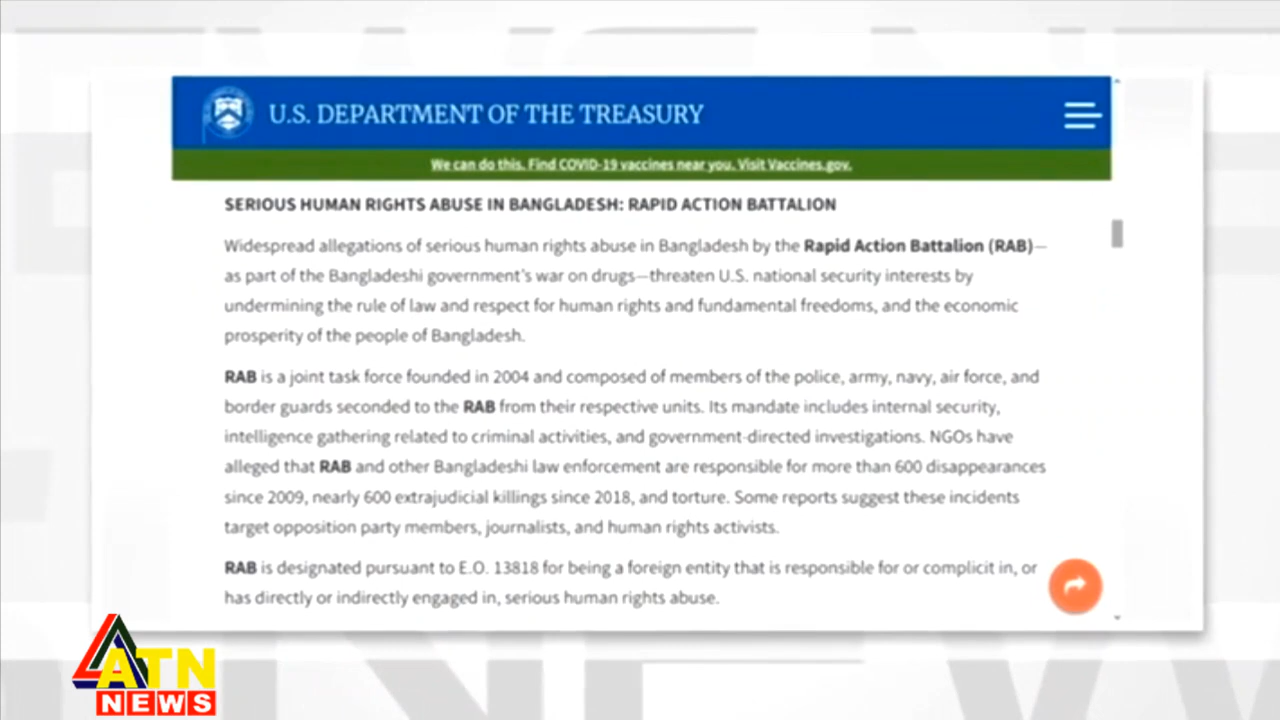 U.S. DEPARTMENT OF THE TREASURY
We can do this. Find COVID-19 vaccines near you. Visit Vaccines.gov.
SERIOUS HUMAN RIGHTS ABUSE IN BANGLADESH: RAPID ACTION BATTALION
Widespread allegations of serious human rights abuse in Bangladesh by the Rapid Action Battalion (RAB)—
as part of the Bangladeshi government's war on drugs—threaten U.S. national security interests by
undermining the rule of law and respect for human rights and fundamental freedoms, and the economic
prosperity of the people of Bangladesh.
RAB is a joint task force founded in 2004 and composed of members of the police, army, navy, air force, and
border guards seconded to the RAB from their respective units. Its mandate includes internal security,
intelligence gathering related to criminal activities, and government-directed investigations. NGOs have
alleged that RAB and other Bangladeshi law enforcement are responsible for more than 600 disappearances
since 2009, nearly 600 extrajudicial killings since 2018, and torture. Some reports suggest these incidents
target opposition party members, journalists, and human rights activists.
RAB is designated pursuant to E.O. 13818 for being a foreign entity that is responsible for or complicit in, or
has directly or indirectly engaged in, serious human rights abuse.
ATN
NEWS